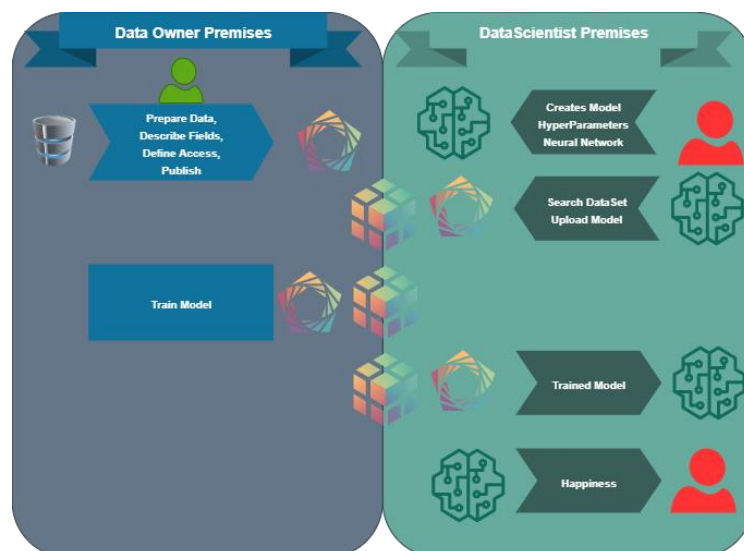 Data Owner Premises
DataScientist Premises
Prepare Data,
Describe Fields,
Define Access,
Publish
Creates Model
HyperParameters
Neural Network
Search DataSet
Upload Model
Train Model
Trained Model
Happiness